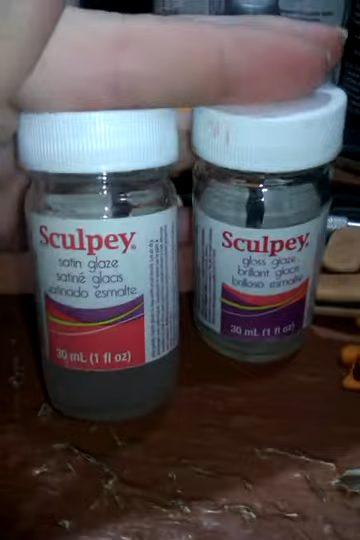 Sculpey®
satin glaze
satiné glacis
satinado esmalte
30 mL (1 fl oz)
Sculpey®
gloss glaze
brillant glacis
brilloso esmalte
30 mL (1 fl oz)